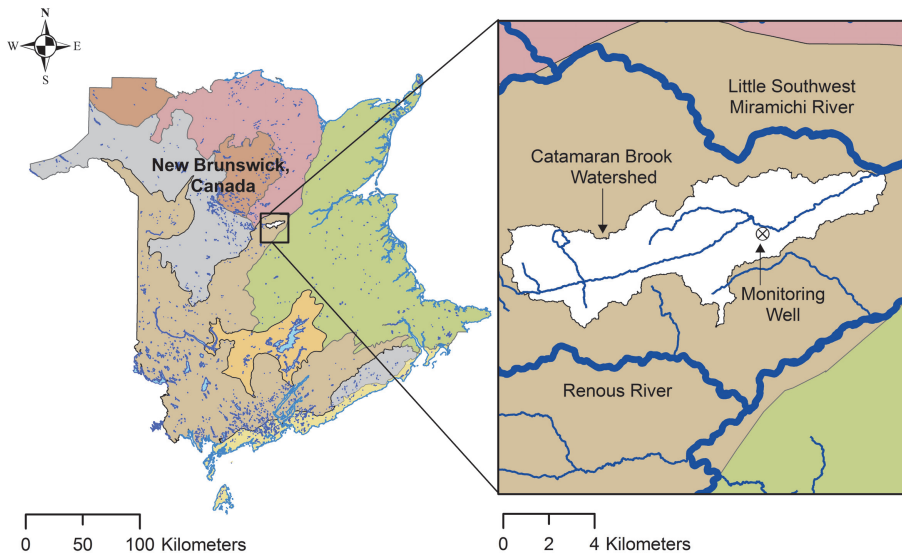 N
W E
S
New Brunswick,
Canada
Little Southwest
Miramichi River
Catamaran Brook
Watershed
Monitoring
Well
Renous River
0 50 100 Kilometers
0 2 4 Kilometers